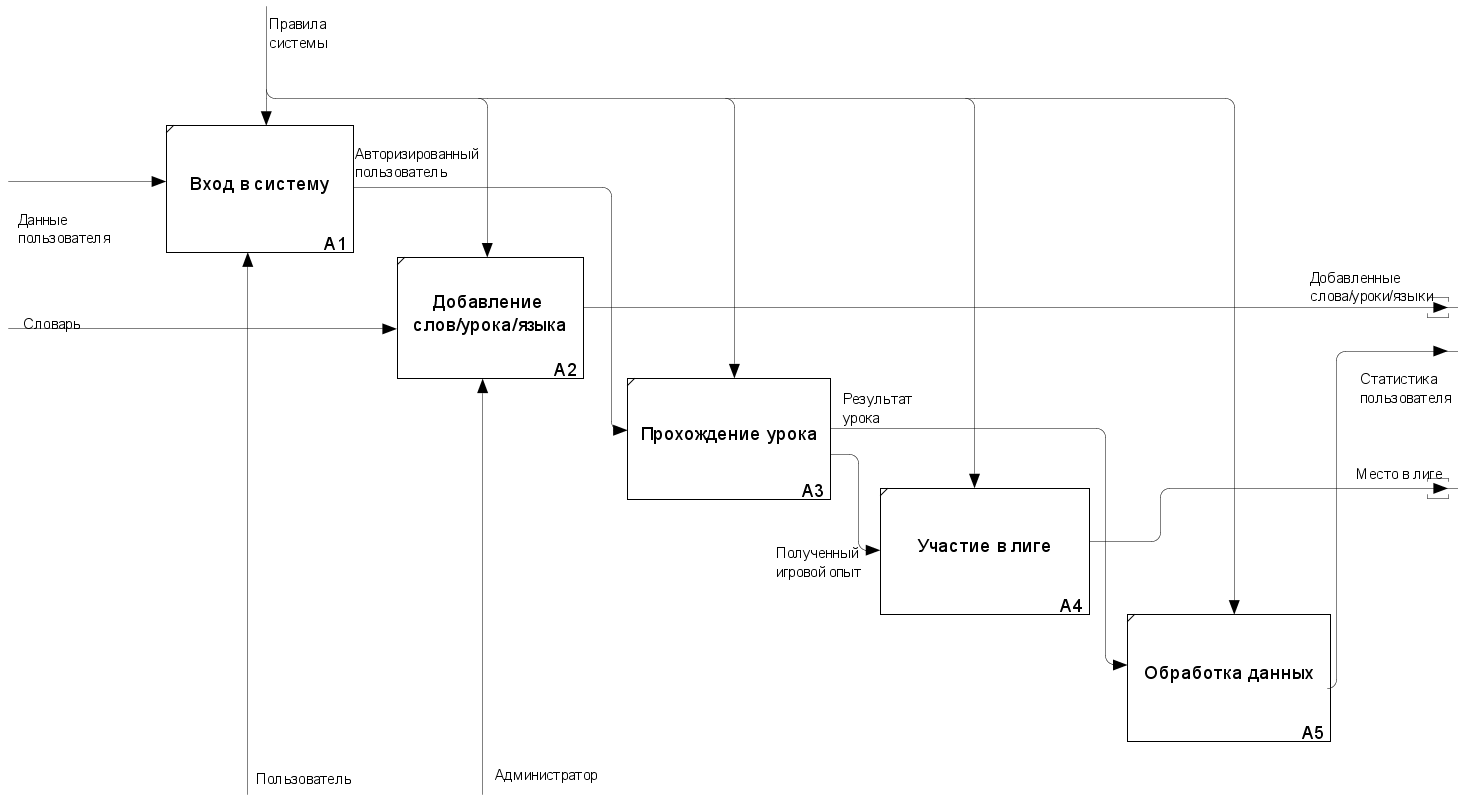 Правила
системы
Авторизированный
пользователь
Вход в систему
A1
Данные
пользователя
Добавленные
слова/уроки/языки
Словарь
Добавление
слов/урока/языка
A2
Статистика
пользователя
Результат
урока
Прохождение урока
A3
Место в лиге
Полученный
игровой опыт
Участие в лиге
A4
Обработка данных
A5
Пользователь
Администратор